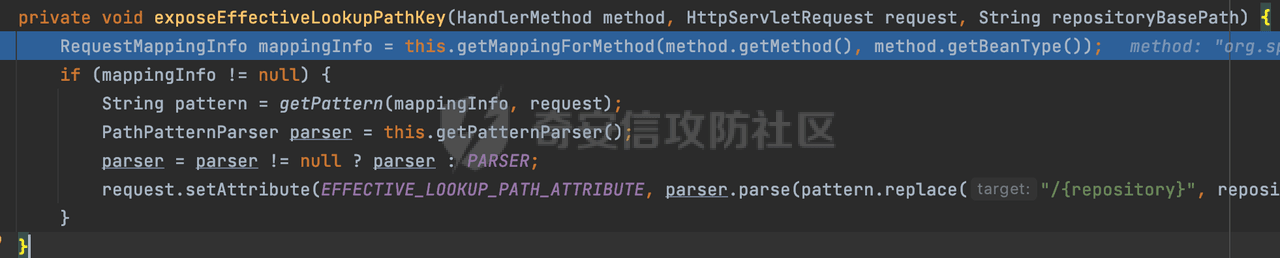 private void exposeEffectiveLookupPathKey(HandlerMethod method, HttpServletRequest request, String repositoryBasePath) {
RequestMappingInfo mappingInfo = this.getMappingForMethod(method.getMethod(), method.getBeanType()); method: "org.sp
if (mappingInfo != null) {
String pattern = getPattern(mappingInfo, request);
PathPatternParser parser = this.getPatternParser();
奇安信攻防社区
parser = parser != null ? parser : PARSER;
request.setAttribute(EFFECTIVE_LOOKUP_PATH_ATTRIBUTE, parser.parse(pattern.replace( target: "/{repository}", reposi
}
}